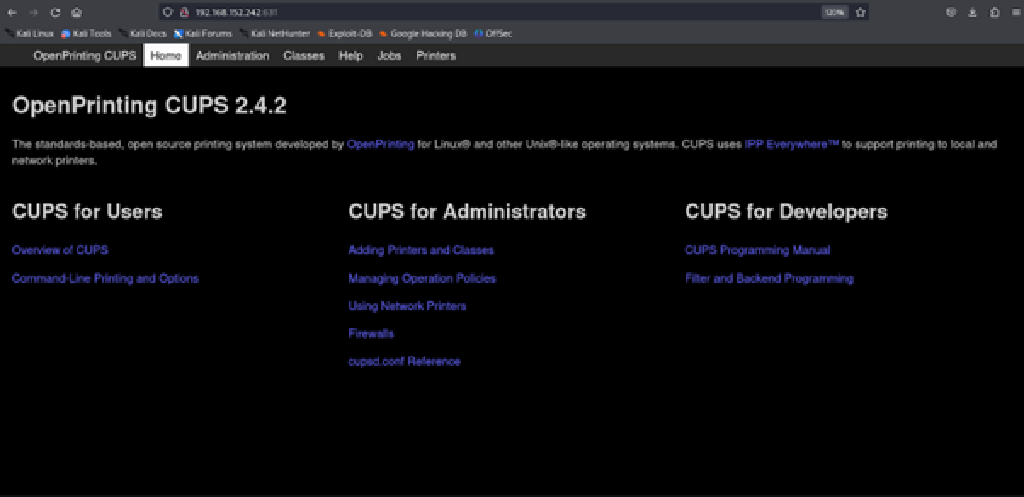 192.168.152.242:631
120%
Kali Linux Kali Tools Kali Docs Kali Forums Kali NetHunter Exploit-DB Google Hacking DB OffSec
OpenPrinting CUPS Home Administration Classes Help Jobs Printers
OpenPrinting CUPS 2.4.2
The standards-based, open source printing system developed by OpenPrinting for Linux® and other Unix®-like operating systems. CUPS uses IPP Everywhere™ to support printing to local and
network printers.
CUPS for Users
Overview of CUPS
Command-Line Printing and Options
CUPS for Administrators
Adding Printers and Classes
Managing Operation Policies
Using Network Printers
Firewalls
cupsd.conf Reference
CUPS for Developers
CUPS Programming Manual
Filter and Backend Programming